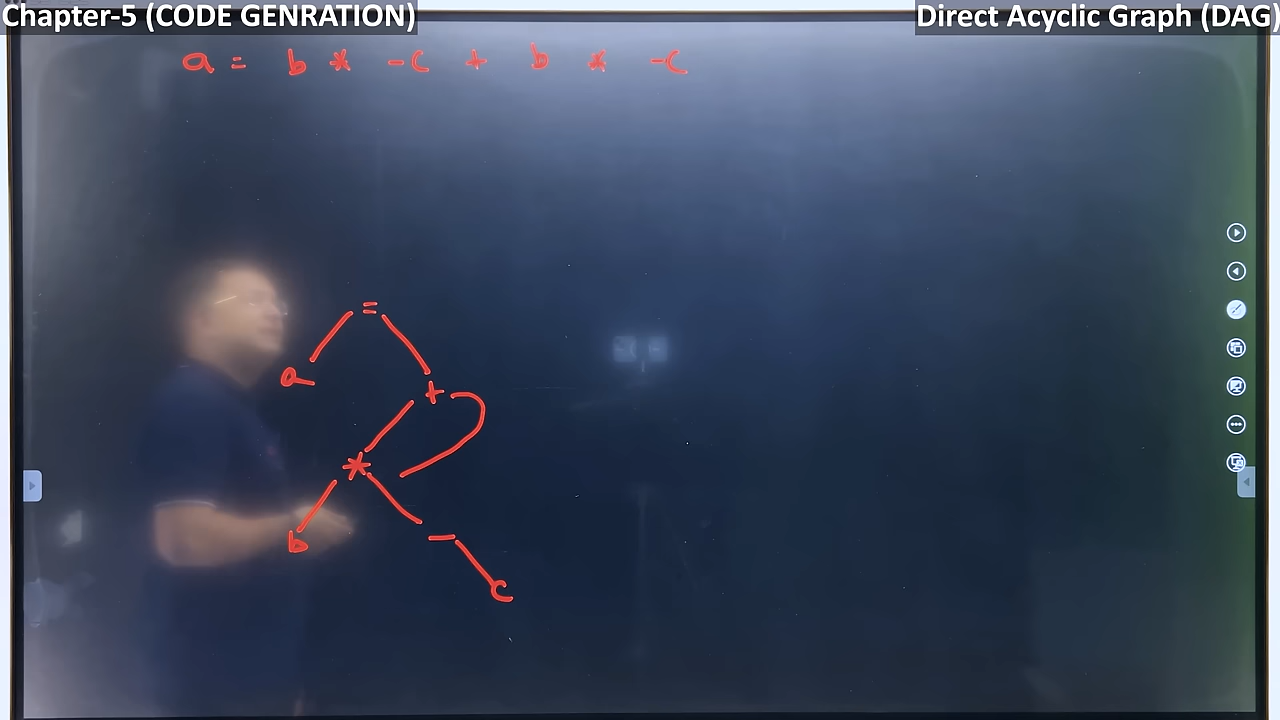 Chapter-5 (CODE GENRATION)
Direct Acyclic Graph (DAG)
a = b * -c + b * -c
=
a
+
*
b
-
c